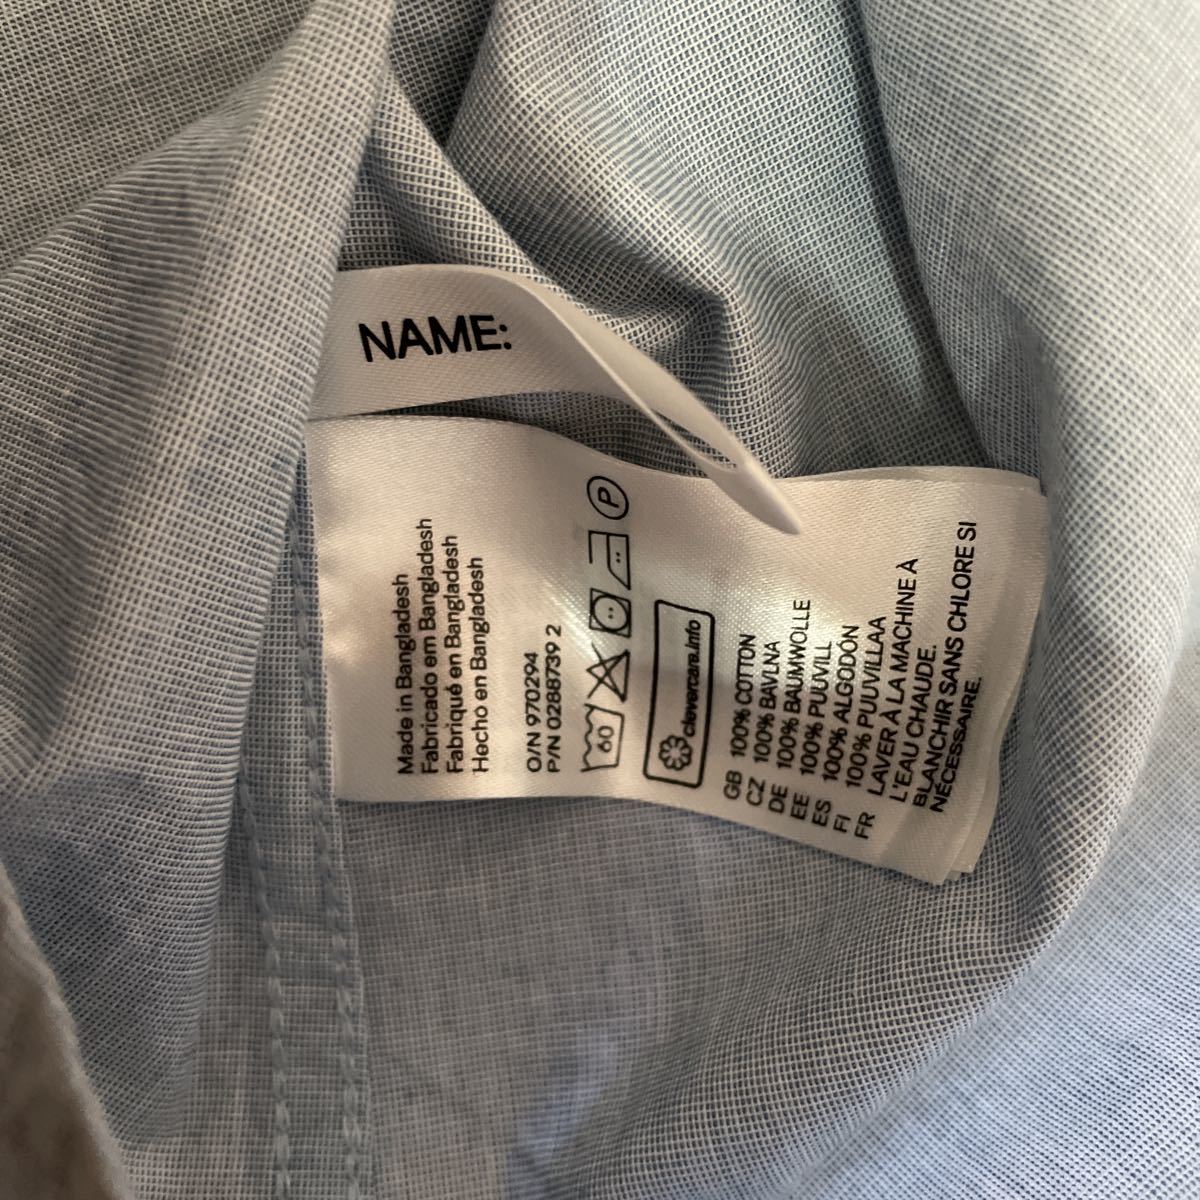 NAME:
Made in Bangladesh
Fabricado em Bangladesh
Fabriqué en Bangladesh
Hecho en Bangladesh
O/N 970294
P/N 0288739 2
60
P
clevercare.info
GB 100% COTTON
CZ 100% BAVLNA
DE 100% BAUMWOLLE
EE 100% PUUVILL
ES 100% ALGODÓN
FI 100% PUUVILLAA
FR LAVER À LA MACHINE À
L'EAU CHAUDE.
BLANCHIR SANS CHLORE SI
NÉCESSAIRE.